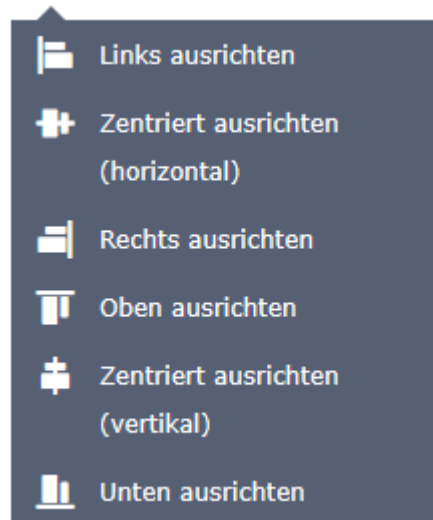 Links ausrichten
Zentriert ausrichten
(horizontal)
Rechts ausrichten
Oben ausrichten
Zentriert ausrichten
(vertikal)
Unten ausrichten